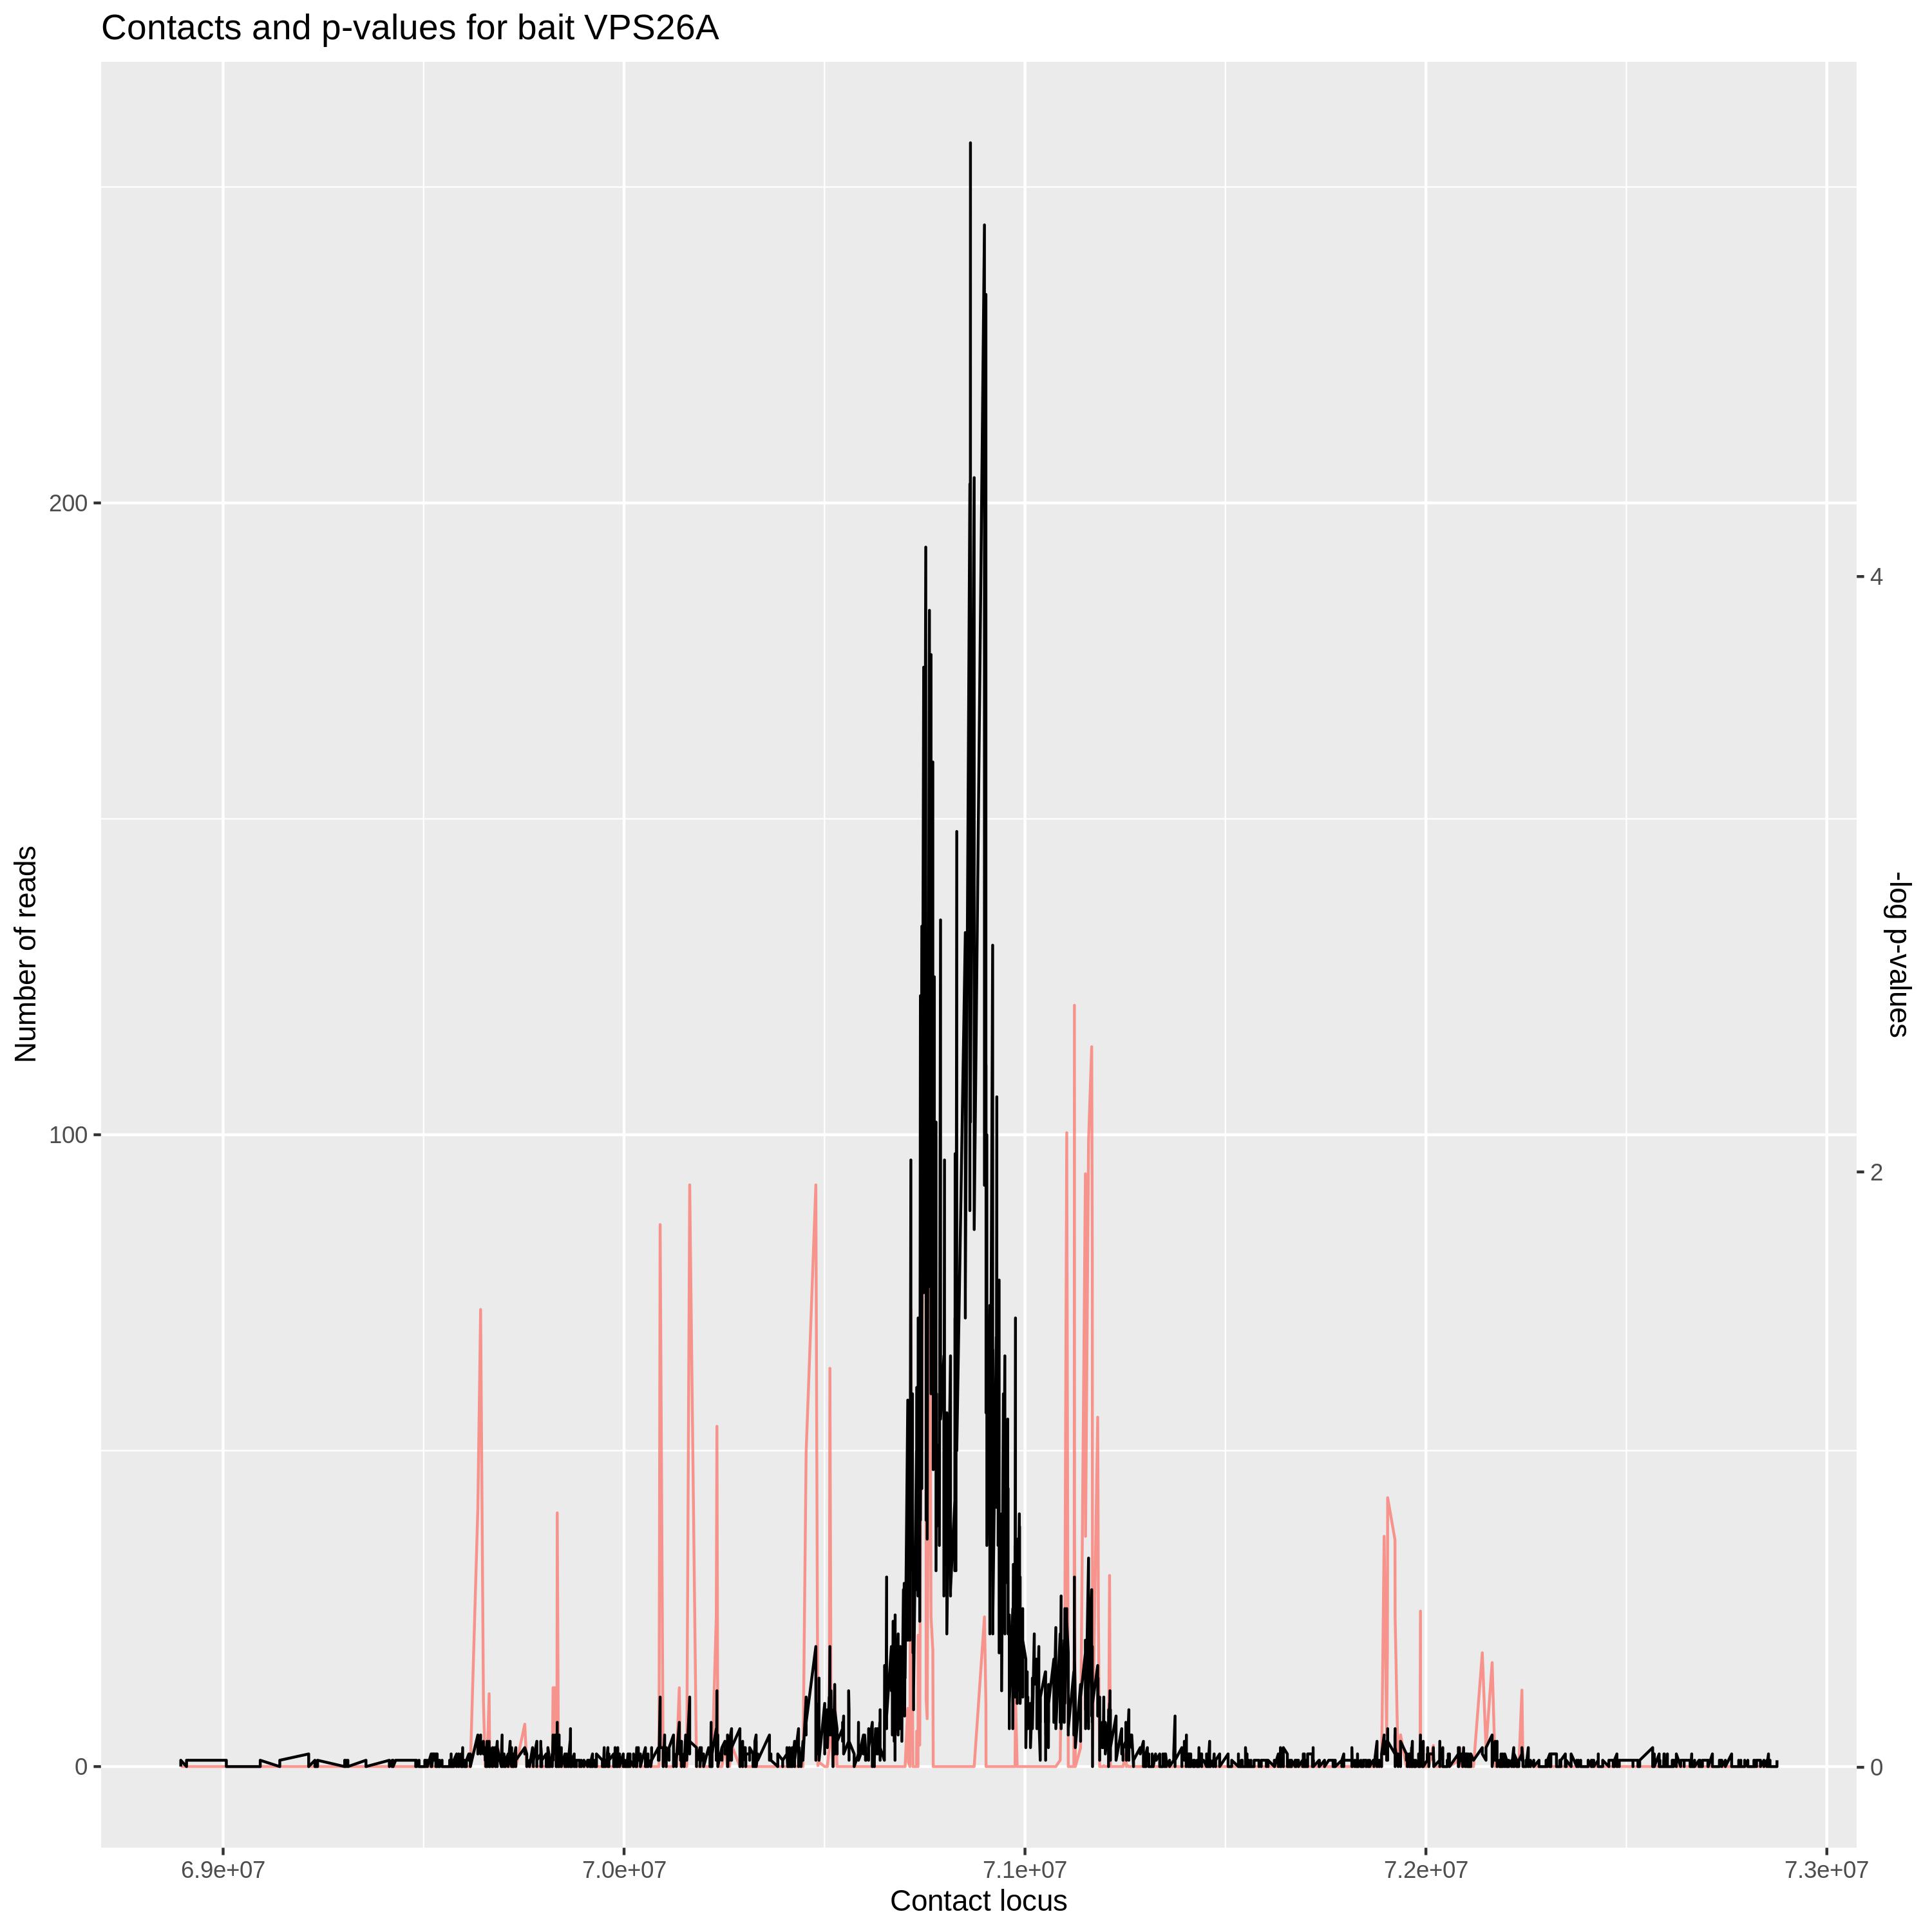 Contacts and p-values for bait VPS26A
Number of reads
200
100
0
4
2
0
-log p-values
6.9e+07
7.0e+07
7.1e+07
7.2e+07
7.3e+07
Contact locus